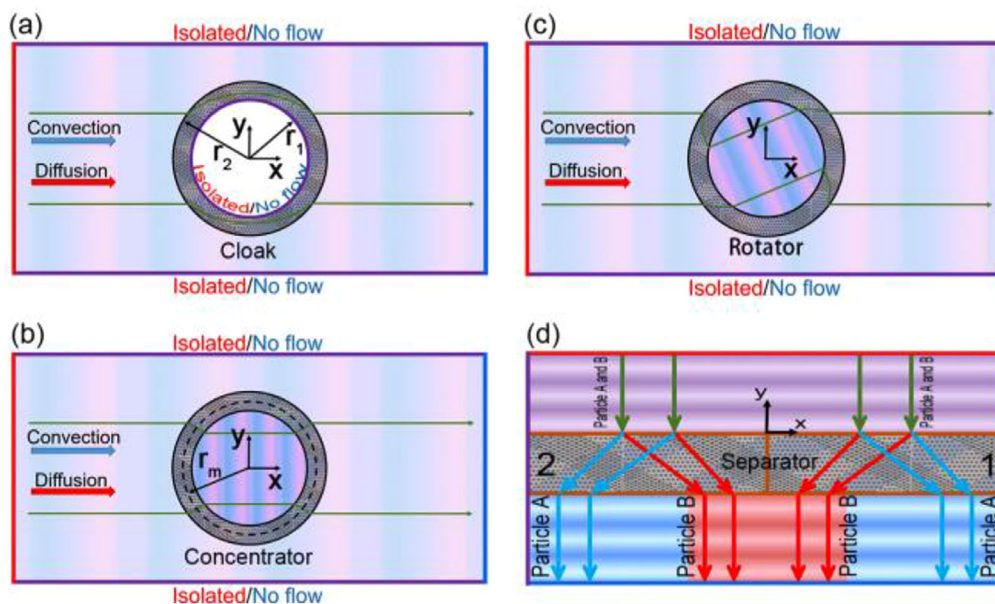 (a)
Isolated/No flow
Convection
Diffusion
y
x
r1
r2
Isolated/No flow
Cloak
Isolated/No flow
(b)
Isolated/No flow
Convection
Diffusion
y
x
rm
Concentrator
Isolated/No flow
(c)
Isolated/No flow
Convection
Diffusion
y
x
Rotator
Isolated/No flow
(d)
Particle A and B
Particle A and B
y
x
2
Separator
1
Particle A
Particle B
Particle B
Particle A